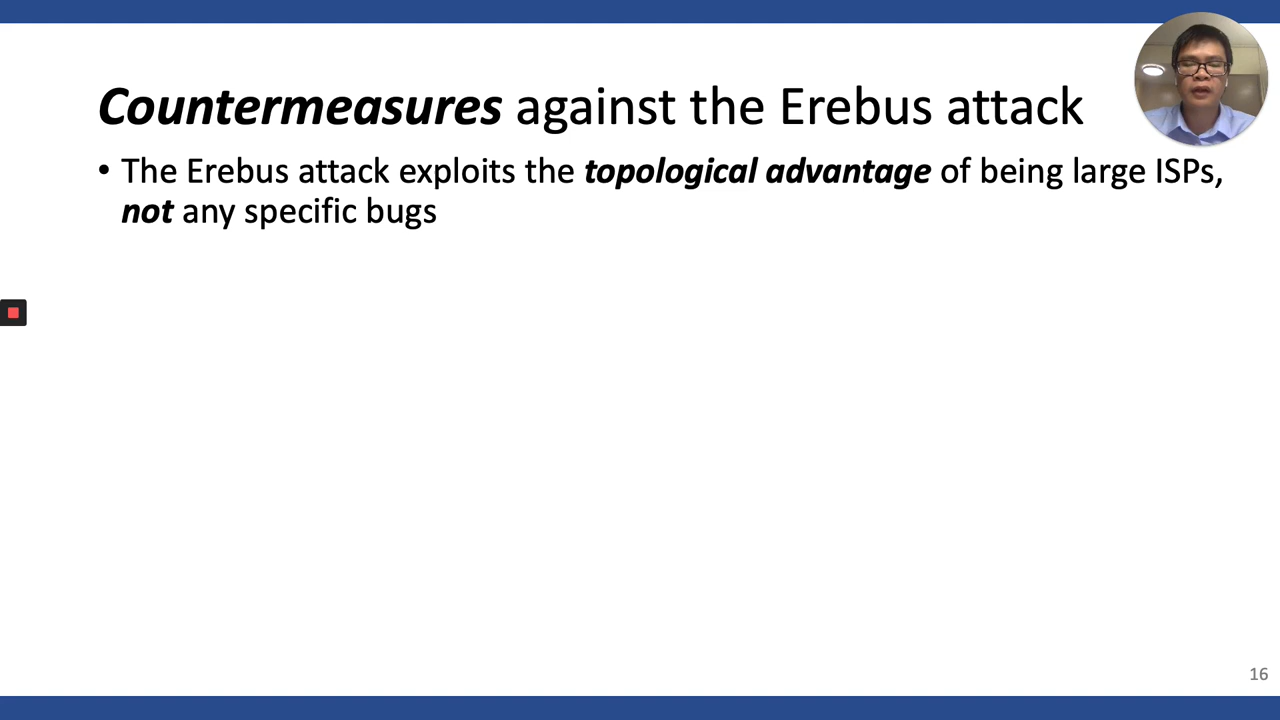 Countermeasures against the Erebus attack
• The Erebus attack exploits the topological advantage of being large ISPs,
not any specific bugs
16